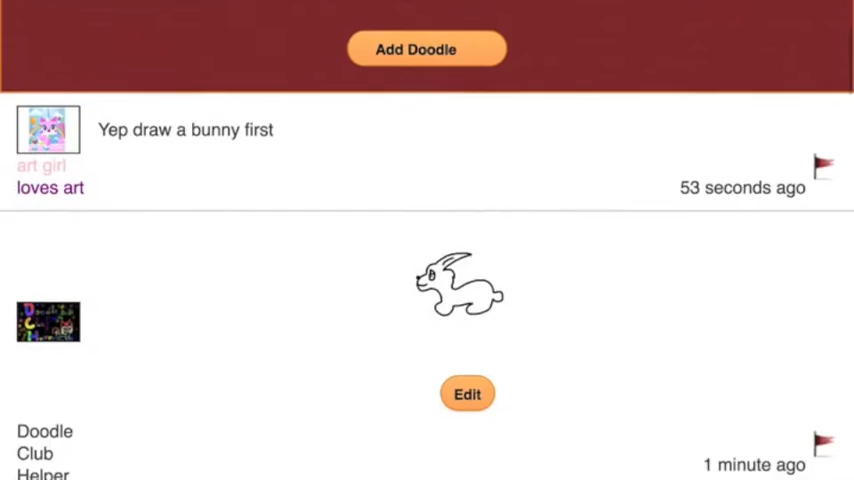 Add Doodle
Yep draw a bunny first
art girl
loves art
53 seconds ago
Edit
Doodle
Club
Helper
1 minute ago